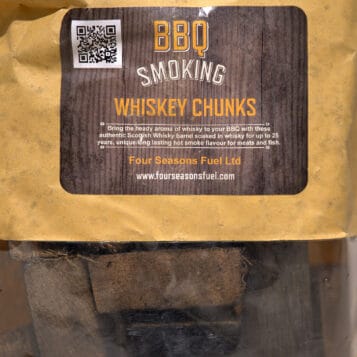 BBQ
SMOKING
WHISKEY CHUNKS
"Bring the heady aroma of whisky to your BBQ with these
authentic Scottish Whisky barrel soaked in whisky for up to 25
years, unique long lasting hot smoke flavour for meats and fish."
Four Seasons Fuel Ltd
www.fourseasonsfuel.com